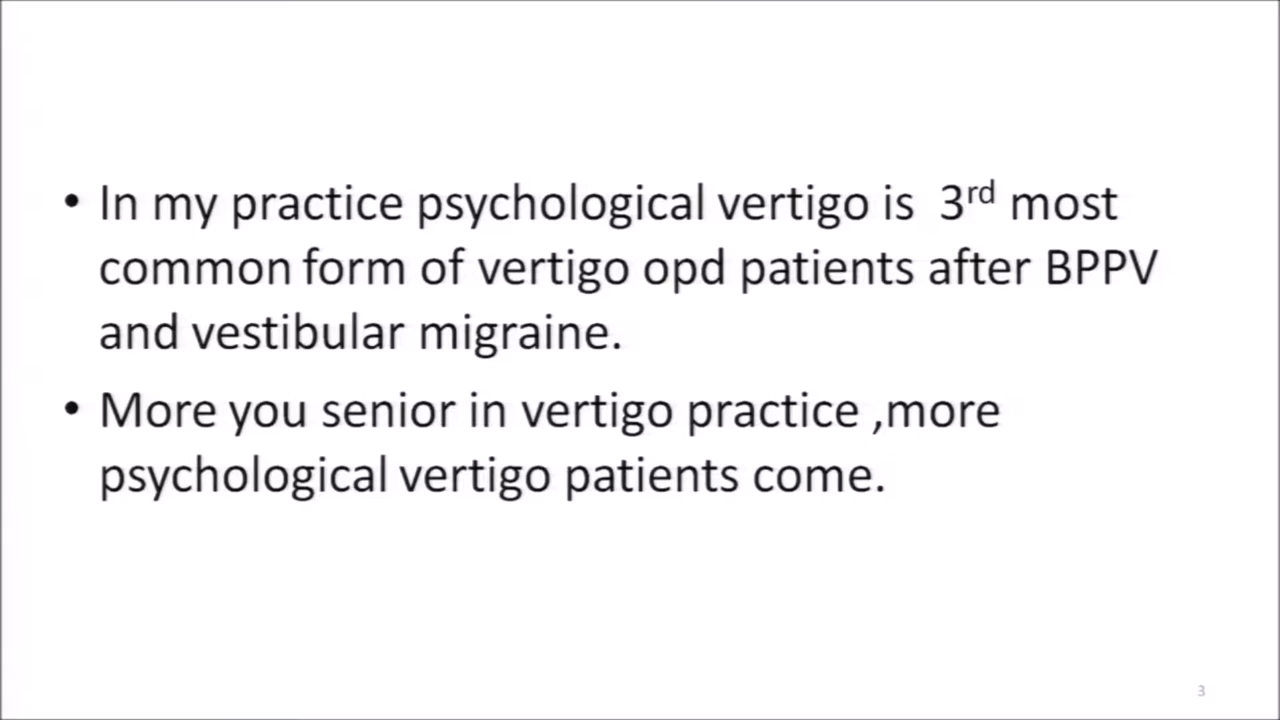 • In my practice psychological vertigo is 3rd most
common form of vertigo opd patients after BPPV
and vestibular migraine.
• More you senior in vertigo practice ,more
psychological vertigo patients come.
3